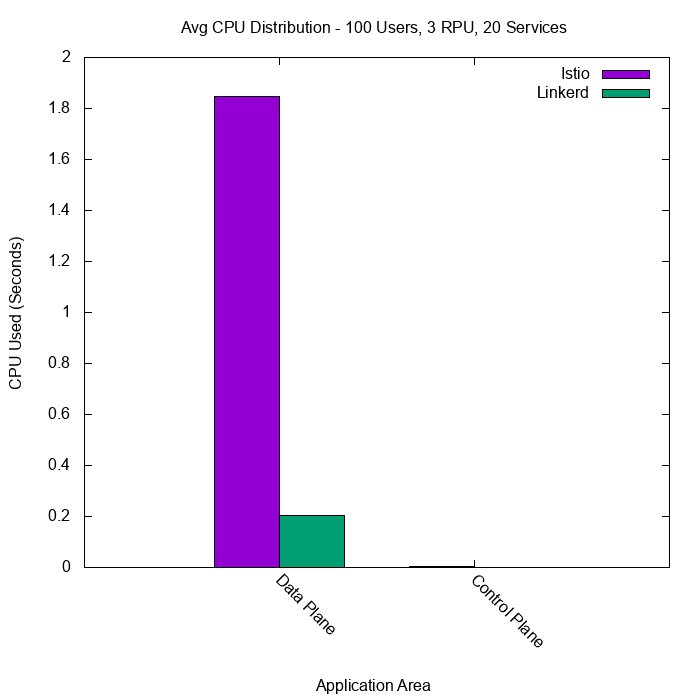 Avg CPU Distribution - 100 Users, 3 RPU, 20 Services
Istio
Linkerd
CPU Used (Seconds)
2
1.8
1.6
1.4
1.2
1
0.8
0.6
0.4
0.2
0
Data Plane
Control Plane
Application Area